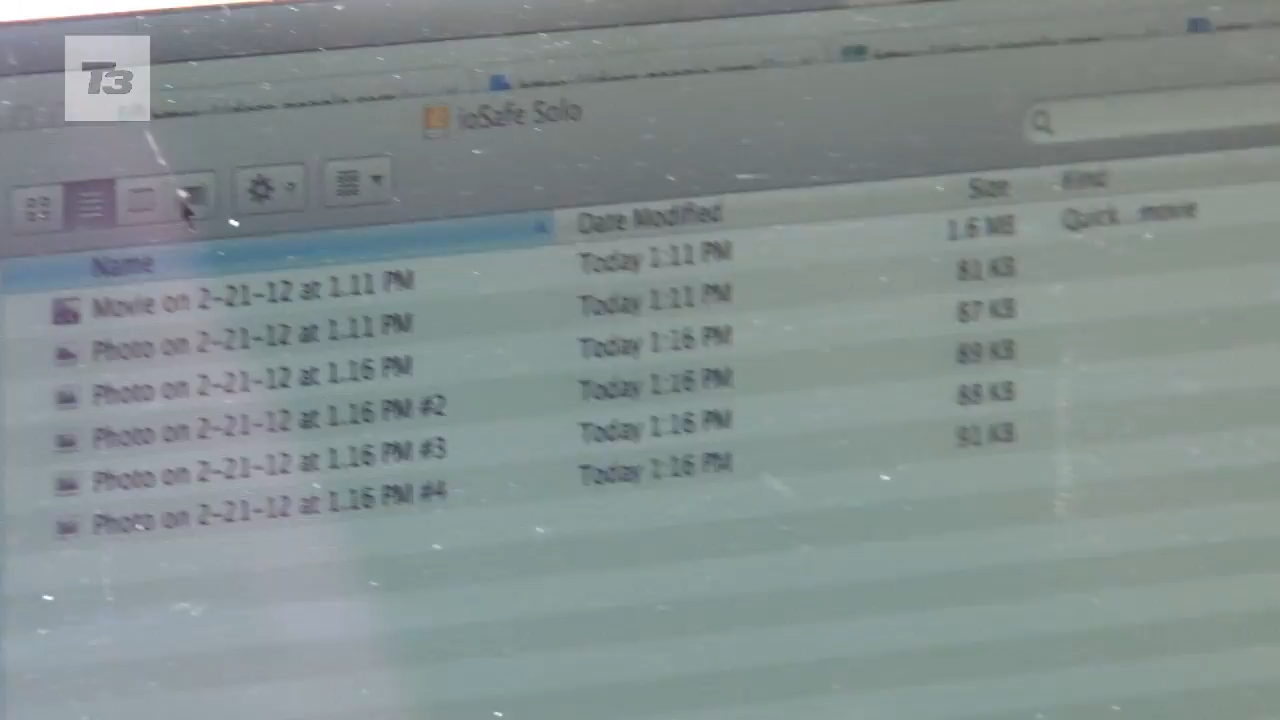 T3
ioSafe Solo
Name Date Modified Size Kind
Movie on 2-21-12 at 1.11 PM Today 1:11 PM 1.6 MB Quick...movie
Photo on 2-21-12 at 1.11 PM Today 1:11 PM 81 KB
Photo on 2-21-12 at 1.16 PM Today 1:16 PM 87 KB
Photo on 2-21-12 at 1.16 PM #2 Today 1:16 PM 89 KB
Photo on 2-21-12 at 1.16 PM #3 Today 1:16 PM 88 KB
Photo on 2-21-12 at 1.16 PM #4 Today 1:16 PM 91 KB